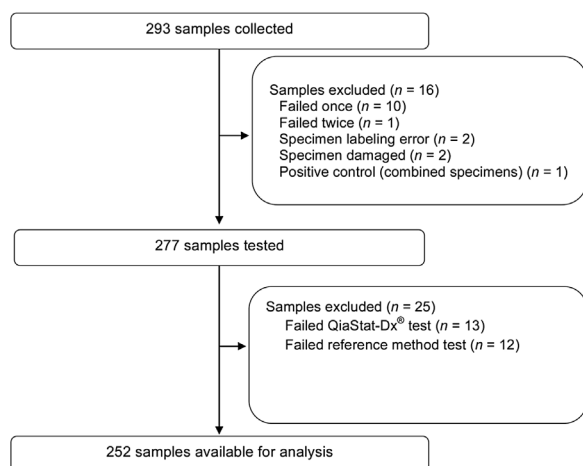 293 samples collected
Samples excluded (n = 16)
Failed once (n = 10)
Failed twice (n = 1)
Specimen labeling error (n = 2)
Specimen damaged (n = 2)
Positive control (combined specimens) (n = 1)
277 samples tested
Samples excluded (n = 25)
Failed QiaStat-Dx® test (n = 13)
Failed reference method test (n = 12)
252 samples available for analysis